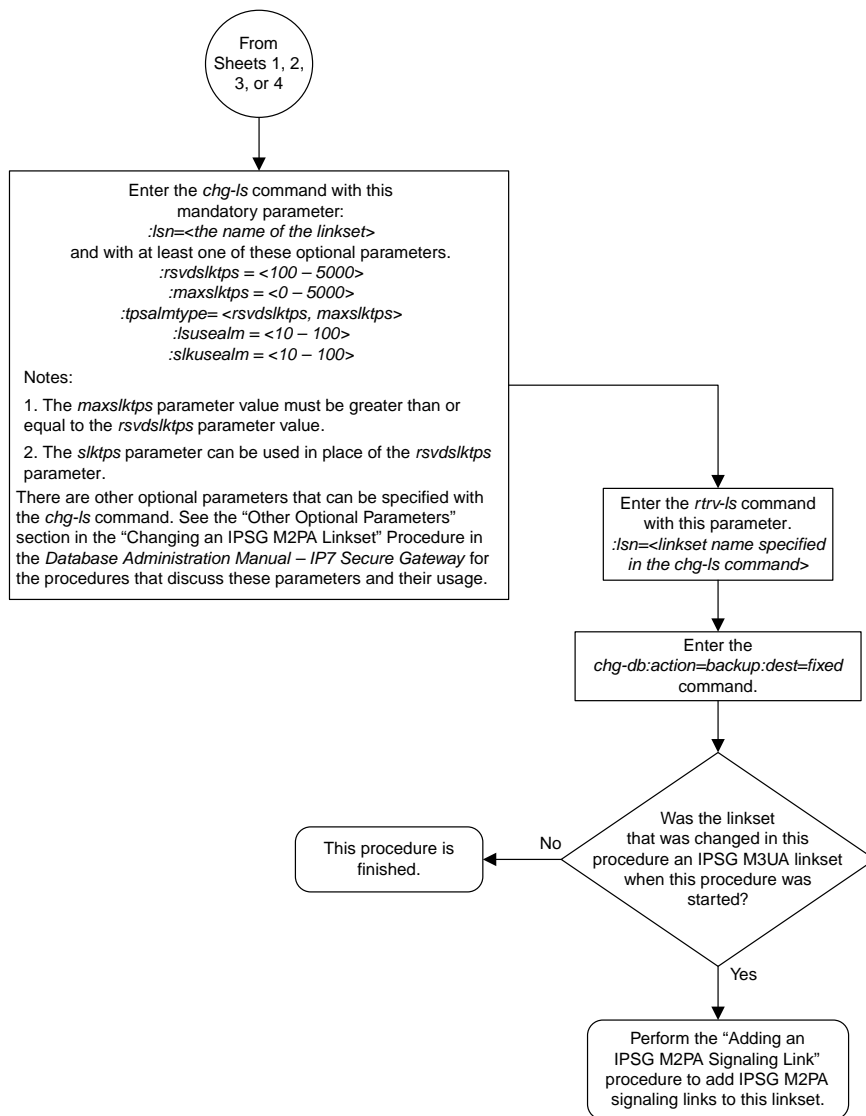 From
Sheets 1, 2,
3, or 4
Enter the chg-ls command with this
mandatory parameter:
:lsn=<the name of the linkset>
and with at least one of these optional parameters.
:rsvdslktps = <100 – 5000>
:maxslktps = <0 – 5000>
:tpsalmtype= <rsvdslktps, maxslktps>
:lsusealm = <10 – 100>
:slkusealm = <10 – 100>
Notes:
1. The maxslktps parameter value must be greater than or
equal to the rsvdslktps parameter value.
2. The slktps parameter can be used in place of the rsvdslktps
parameter.
There are other optional parameters that can be specified with
the chg-ls command. See the “Other Optional Parameters”
section in the “Changing an IPSG M2PA Linkset” Procedure in
the Database Administration Manual – IP7 Secure Gateway for
the procedures that discuss these parameters and their usage.
Enter the rtrv-ls command
with this parameter.
:lsn=<linkset name specified
in the chg-ls command>
Enter the
chg-db:action=backup:dest=fixed
command.
Was the linkset
that was changed in this
procedure an IPSG M3UA linkset
when this procedure was
started?
No
This procedure is
finished.
Yes
Perform the “Adding an
IPSG M2PA Signaling Link”
procedure to add IPSG M2PA
signaling links to this linkset.